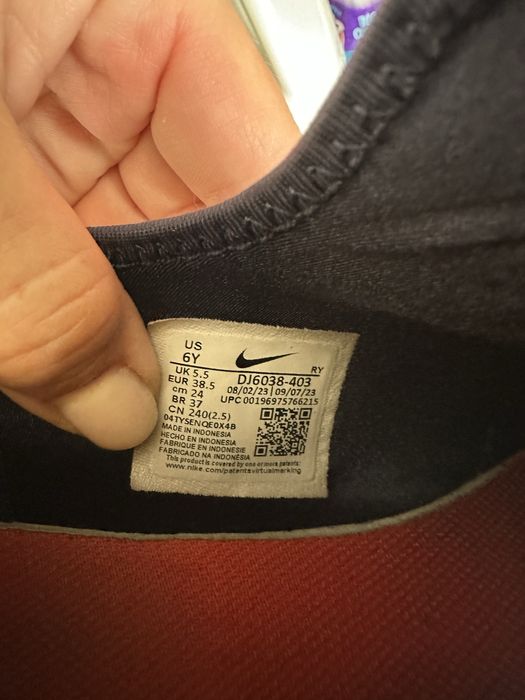 US
6Y
UK 5.5
EUR 38.5
cm 24
BR 37
CN 240(2.5)
RY
DJ6038-403
08/02/23 | 09/07/23
UPC 00196975766215
04TYSENQE0X4B
MADE IN INDONESIA
HECHO EN INDONESIA
FABRIQUE EN INDONESIE
FABRICADO NA INDONÉSIA
This product is covered by one or more patents:
www.nike.com/patentsvirtualmarking